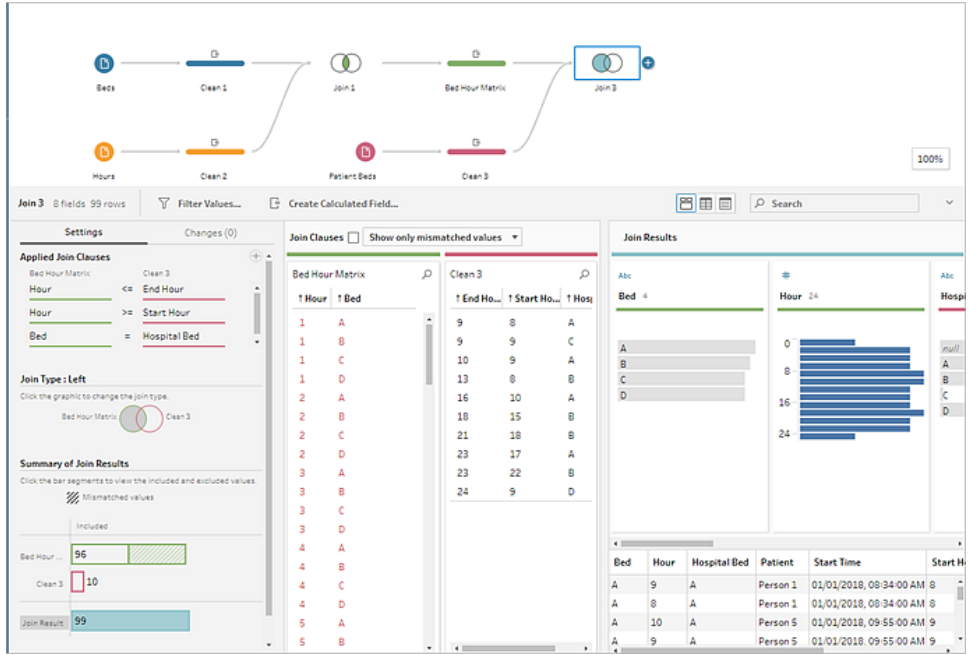 Beds
Clean 1
Join 1
Bed Hour Matrix
Join 3
Hours
Clean 2
Patient Beds
Clean 3
100%
Join 3 8 fields 99 rows Filter Values... Create Calculated Field... Search
Settings Changes (0)
Applied Join Clauses
Bed Hour Matrix Clean 3
Hour <= End Hour
Hour >= Start Hour
Bed = Hospital Bed
Join Type : Left
Click the graphic to change the join type.
Bed Hour Matrix Clean 3
Summary of Join Results
Click the bar segments to view the included and excluded values.
Mismatched values
Included
Bed Hour ... 96
Clean 3 10
Join Result 99
Join Clauses Show only mismatched values
Bed Hour Matrix
Hour Bed
1 A
1 B
1 C
1 D
2 A
2 B
2 C
2 D
3 A
3 B
3 C
3 D
4 A
4 B
4 C
4 D
5 A
5 B
Clean 3
End Ho... Start Ho... Hosp
9 8 A
9 9 C
10 9 A
13 8 B
16 10 A
18 15 B
21 18 B
23 17 A
23 22 B
24 9 D
Join Results
Abc
Bed 4
A
B
C
D
#
Hour 24
0
8
16
24
Abc
Hospi
null
A
B
C
D
Bed Hour Hospital Bed Patient Start Time Start H
A 9 A Person 1 01/01/2018, 08:34:00 AM 8
A 8 A Person 1 01/01/2018, 08:34:00 AM 8
A 10 A Person 5 01/01/2018, 09:55:00 AM 9
A 9 A Person 5 01/01/2018, 09:55:00 AM 9